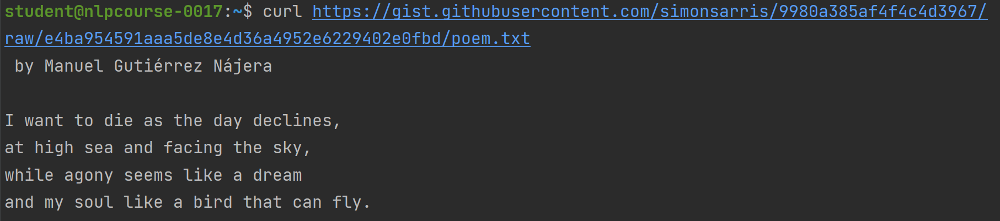 student@nlpcourse-0017:~$ curl https://gist.githubusercontent.com/simonsarris/9980a385af4f4c4d3967/
raw/e4ba954591aaa5de8e4d36a4952e6229402e0fbd/poem.txt
by Manuel Gutiérrez Nájera
I want to die as the day declines,
at high sea and facing the sky,
while agony seems like a dream
and my soul like a bird that can fly.